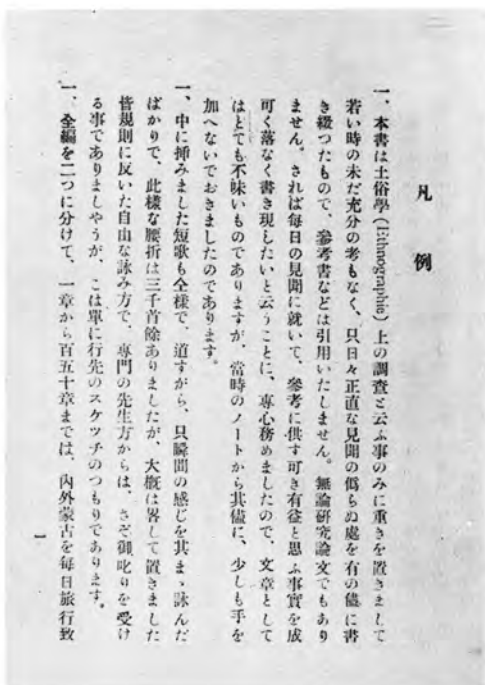 凡例
一、本書は土俗學(Ethnographie)上の調査と云ふ事のみに重きを置きまして
若い時の未だ充分の考もなく、只日々正直な見聞の僞らぬ處を有の儘に書
き綴つたもので、參考書などは引用いたしません。無論研究論文でもあり
ません。されば每日の見聞に就いて、參考に供す可き有益と思ふ事實を成
可く落なく書き現したいと云うことに、專心務めましたので、文章として
はとても不味いものでありますが、當時のノートから其儘に、少しも手を
加へないでおきましたのであります。
一、中に揷みました短歌も仝樣で、道すがら、只瞬間の感じを其まゝ詠んだ
ばかりで、此樣な腰折は三千首餘ありましたが、大槪は畧して置きました
皆規則に反いた自由な詠み方で、專門の先生方からは、さぞ御叱りを受け
る事でありましやうが、こは單に行先のスケツチのつもりであります。
一、全編を二つに分けて、一章から百五十章までは、內外蒙古を每日旅行致
一